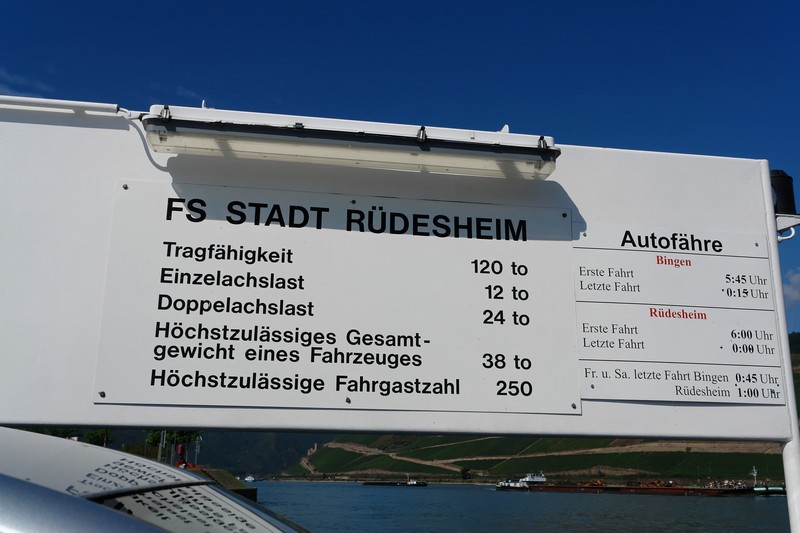 FS STADT RÜDESHEIM
Tragfähigkeit 120 to
Einzelachslast 12 to
Doppelachslast 24 to
Höchstzulässiges Gesamt-
gewicht eines Fahrzeuges 38 to
Höchstzulässige Fahrgastzahl 250
Autofähre
Bingen
Erste Fahrt 5:45 Uhr
Letzte Fahrt 0:15 Uhr
Rüdesheim
Erste Fahrt 6:00 Uhr
Letzte Fahrt 0:00 Uhr
Fr. u. Sa. letzte Fahrt Bingen 0:45 Uhr
Rüdesheim 1:00 Uhr